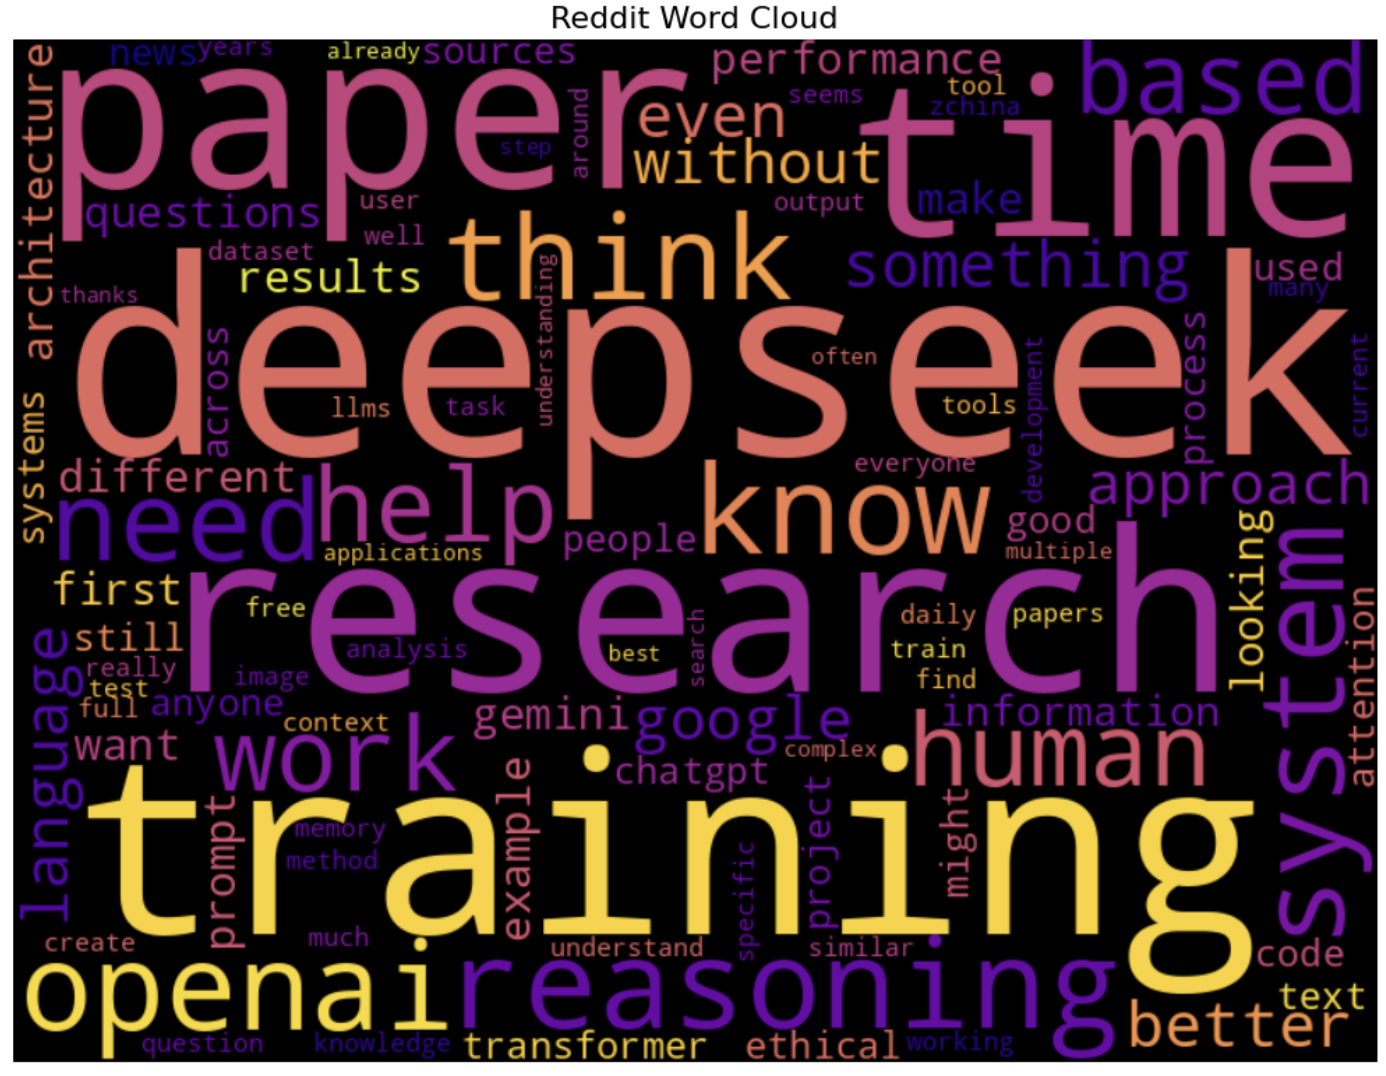 Reddit Word Cloud
news
years
already
sources
performance
based
architecture
paper
around
step
even
seems
tool
zchina
time
without
questions
user
output
make
well
dataset
results
think
something
used
many
thanks
understanding
deepseek
across
llms
task
often
tools
development
process
current
systems
different
need
help
everyone
know
approach
people
good
multiple
applications
looking
system
first
free
research
daily
papers
still
analysis
best
search
train
attention
language
really
image
find
test
full
anyone
context
gemini
google
information
want
work
chatgpt
complex
human
training
prompt
memory
method
example
specific
project
might
create
much
understand
similar
code
openai
reasoning
text
better
question
knowledge
transformer
ethical
working